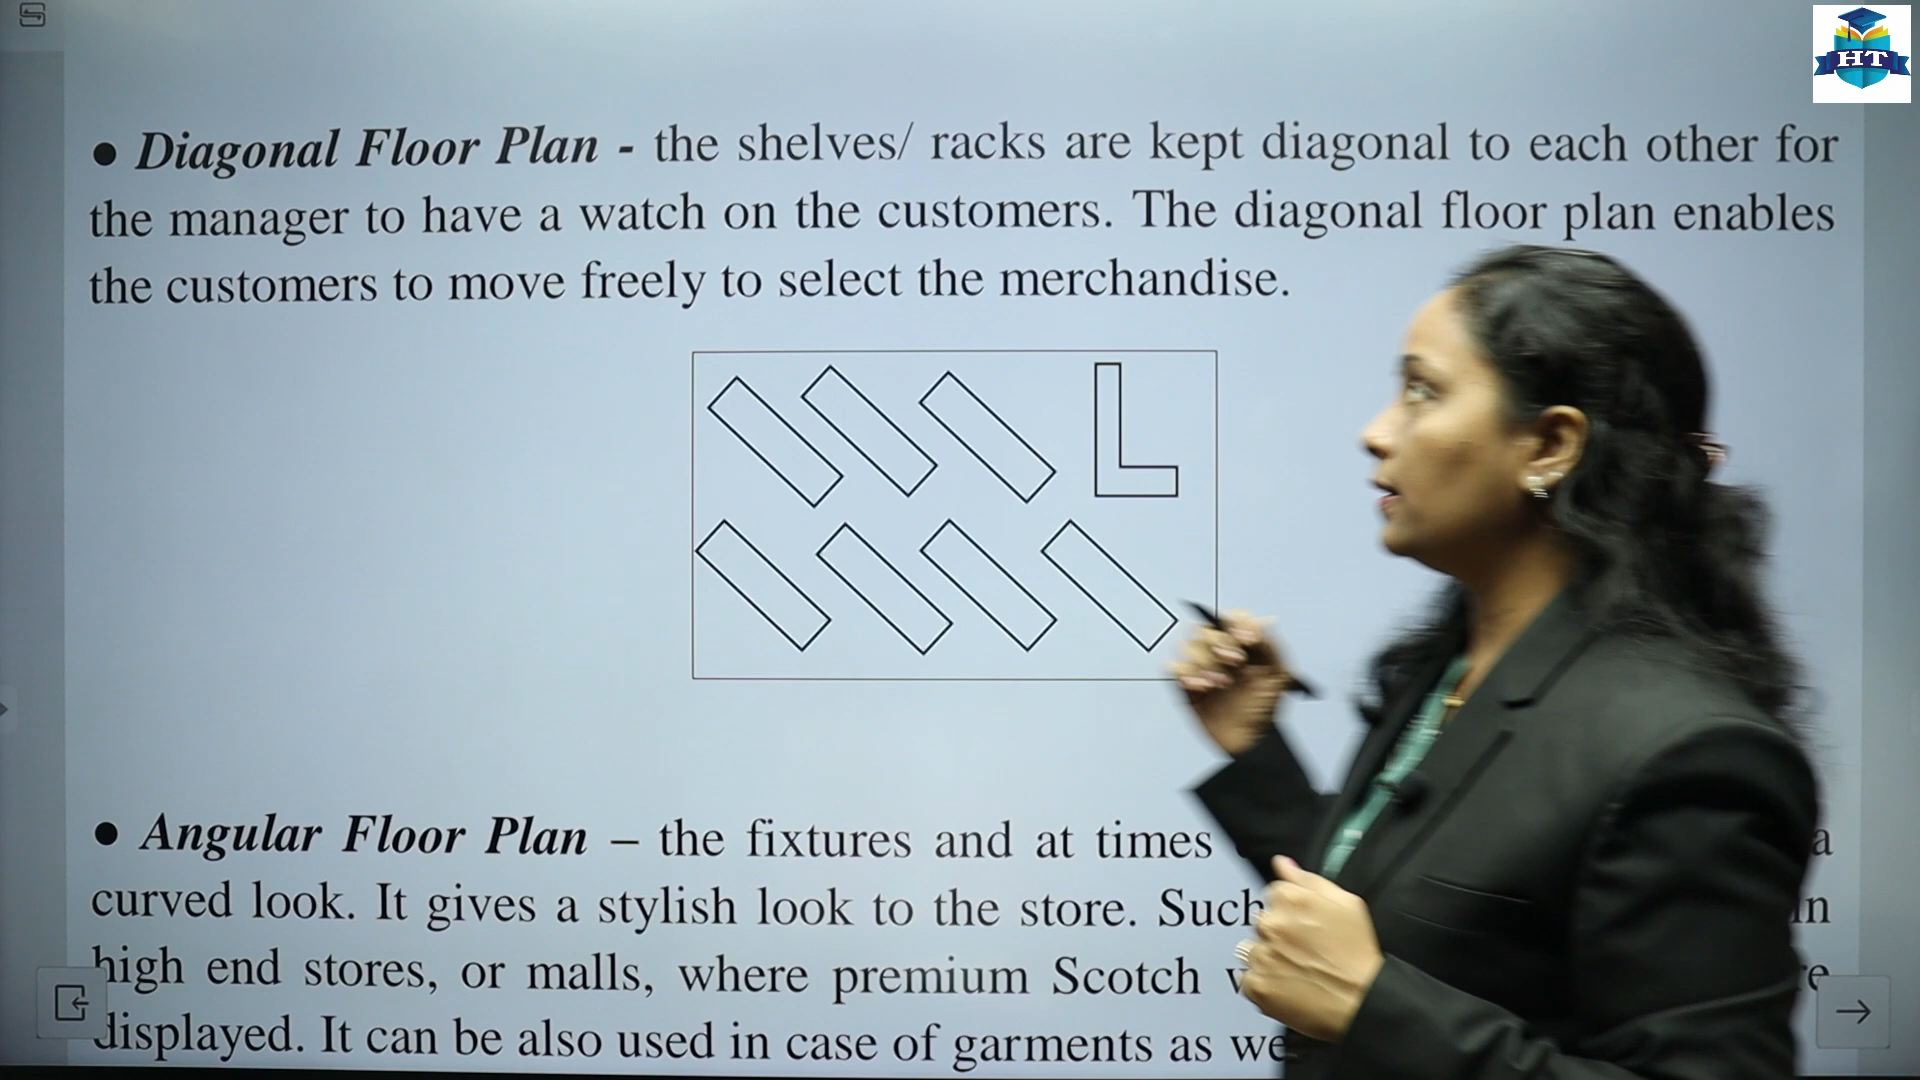 HT
● Diagonal Floor Plan - the shelves/ racks are kept diagonal to each other for
the manager to have a watch on the customers. The diagonal floor plan enables
the customers to move freely to select the merchandise.
● Angular Floor Plan – the fixtures and at times a
curved look. It gives a stylish look to the store. Such in
high end stores, or malls, where premium Scotch
displayed. It can be also used in case of garments as